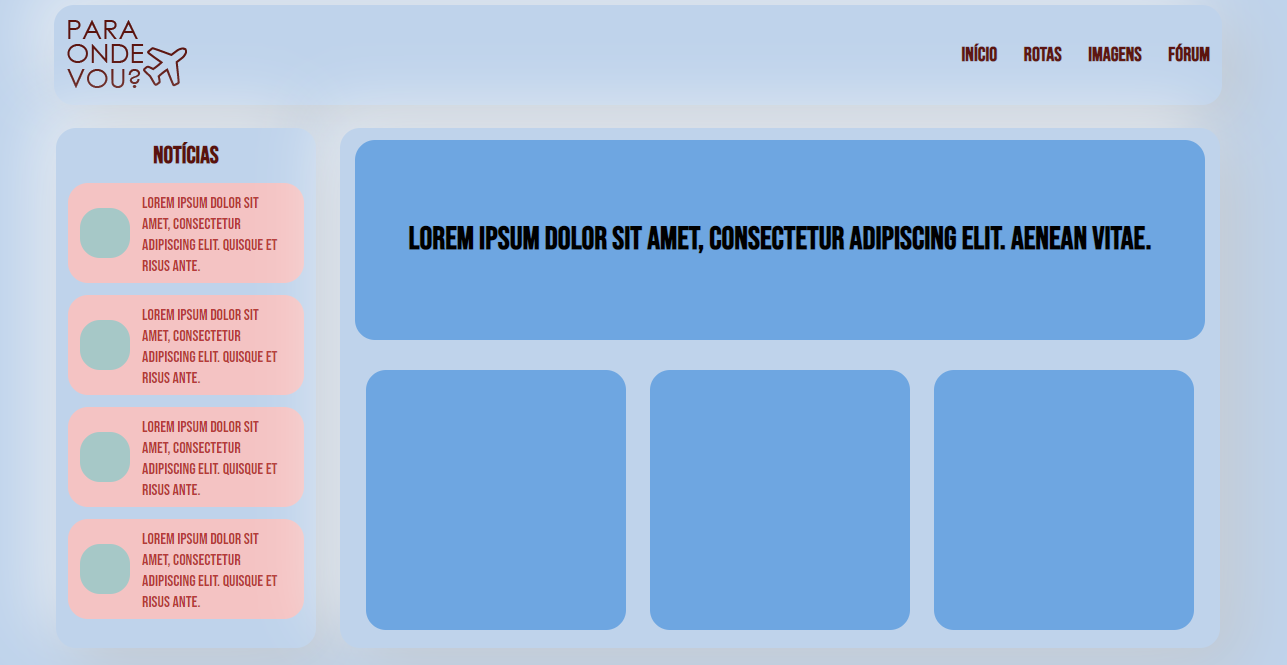 PARA
ONDE
VOU?
INÍCIO ROTAS IMAGENS FÓRUM
NOTÍCIAS
LOREM IPSUM DOLOR SIT
AMET, CONSECTETUR
ADIPISCING ELIT. QUISQUE ET
RISUS ANTE.
LOREM IPSUM DOLOR SIT
AMET, CONSECTETUR
ADIPISCING ELIT. QUISQUE ET
RISUS ANTE.
LOREM IPSUM DOLOR SIT
AMET, CONSECTETUR
ADIPISCING ELIT. QUISQUE ET
RISUS ANTE.
LOREM IPSUM DOLOR SIT
AMET, CONSECTETUR
ADIPISCING ELIT. QUISQUE ET
RISUS ANTE.
LOREM IPSUM DOLOR SIT AMET, CONSECTETUR ADIPISCING ELIT. AENEAN VITAE.